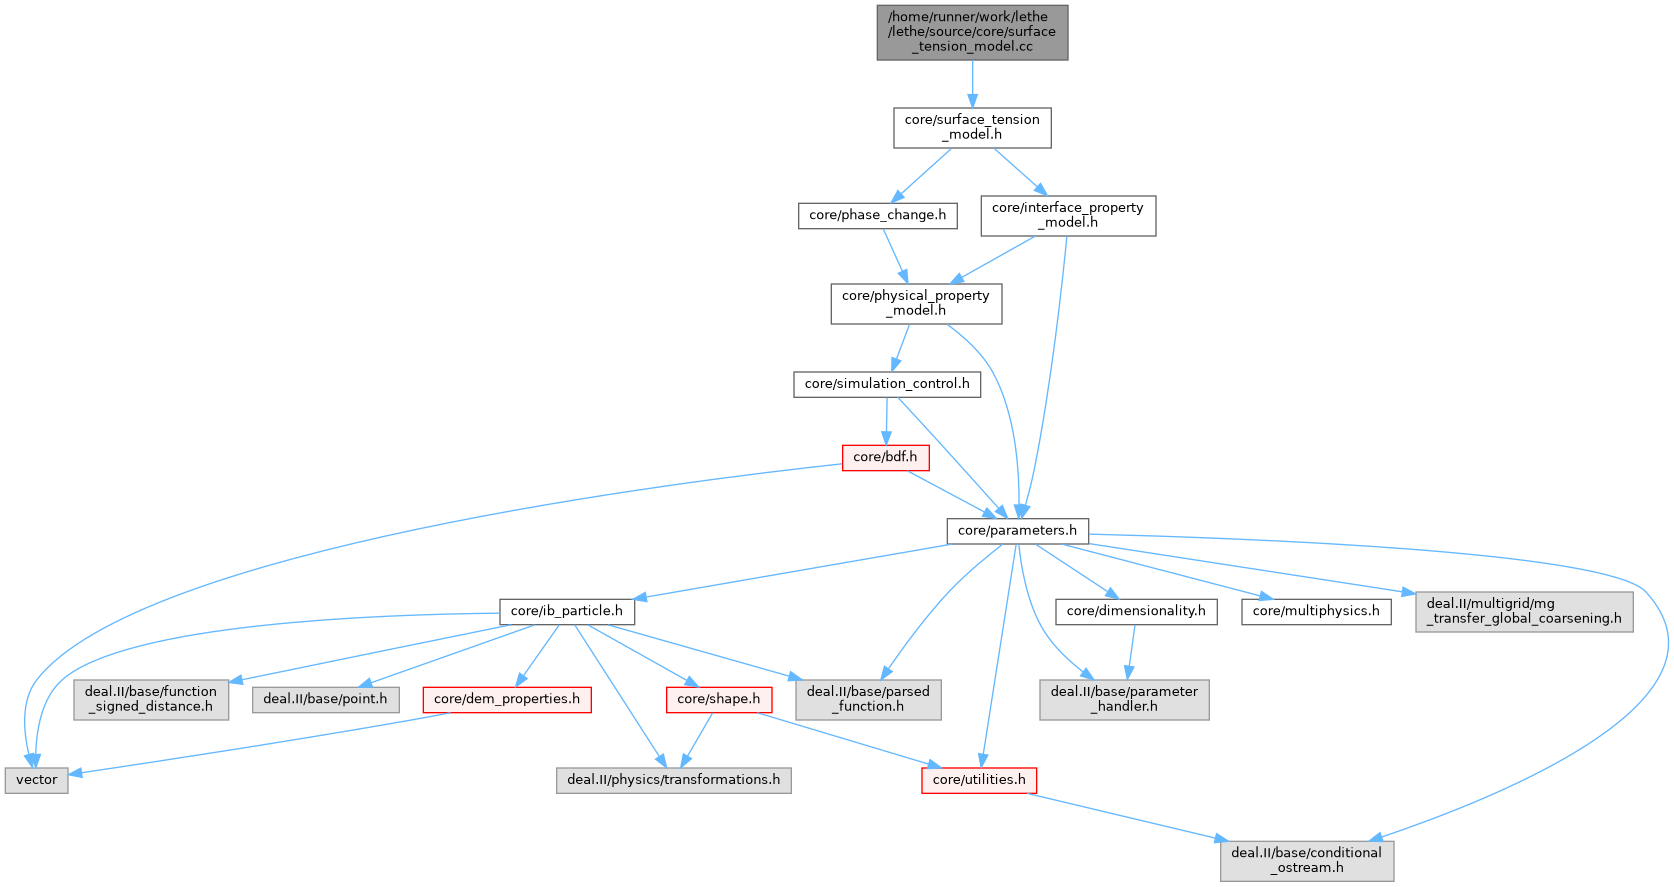 /home/runner/work/lethe
/lethe/source/core/surface
_tension_model.cc
core/surface_tension
_model.h
core/phase_change.h
core/interface_property
_model.h
core/physical_property
_model.h
core/simulation_control.h
core/bdf.h
core/parameters.h
core/ib_particle.h
core/dimensionality.h
core/multiphysics.h
deal.II/multigrid/mg
_transfer_global_coarsening.h
deal.II/base/function
_signed_distance.h
deal.II/base/point.h
core/dem_properties.h
core/shape.h
deal.II/base/parsed
_function.h
deal.II/base/parameter
_handler.h
vector
deal.II/physics/transformations.h
core/utilities.h
deal.II/base/conditional
_ostream.h